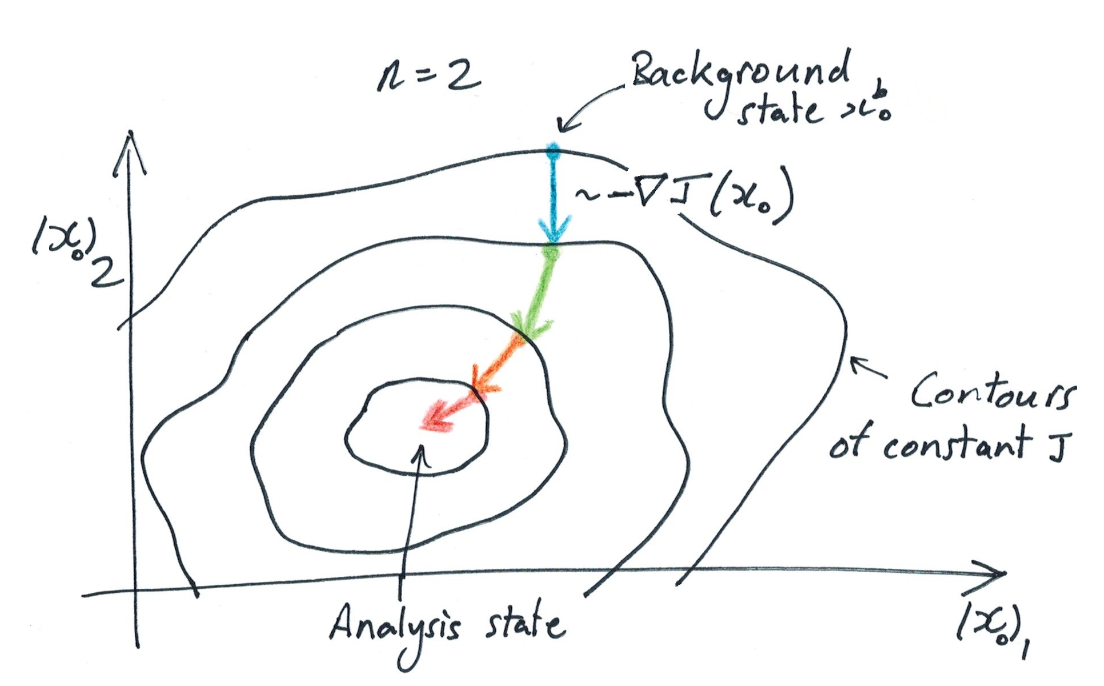 n = 2
Background
state x₀ᵇ
~ -∇J(x₀)
(x₀)₂
Contours
of constant J
Analysis state
(x₀)₁